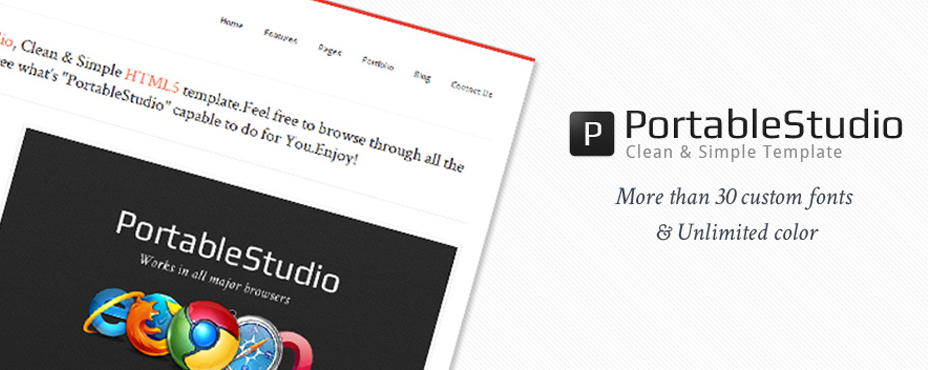 Home Features Pages Portfolio Blog Contact Us
io, Clean & Simple HTML5 template.Feel free to browse through all the
ee what's "PortableStudio" capable to do for You.Enjoy!
PortableStudio
Works in all major browsers
P PortableStudio
Clean & Simple Template
More than 30 custom fonts
& Unlimited color